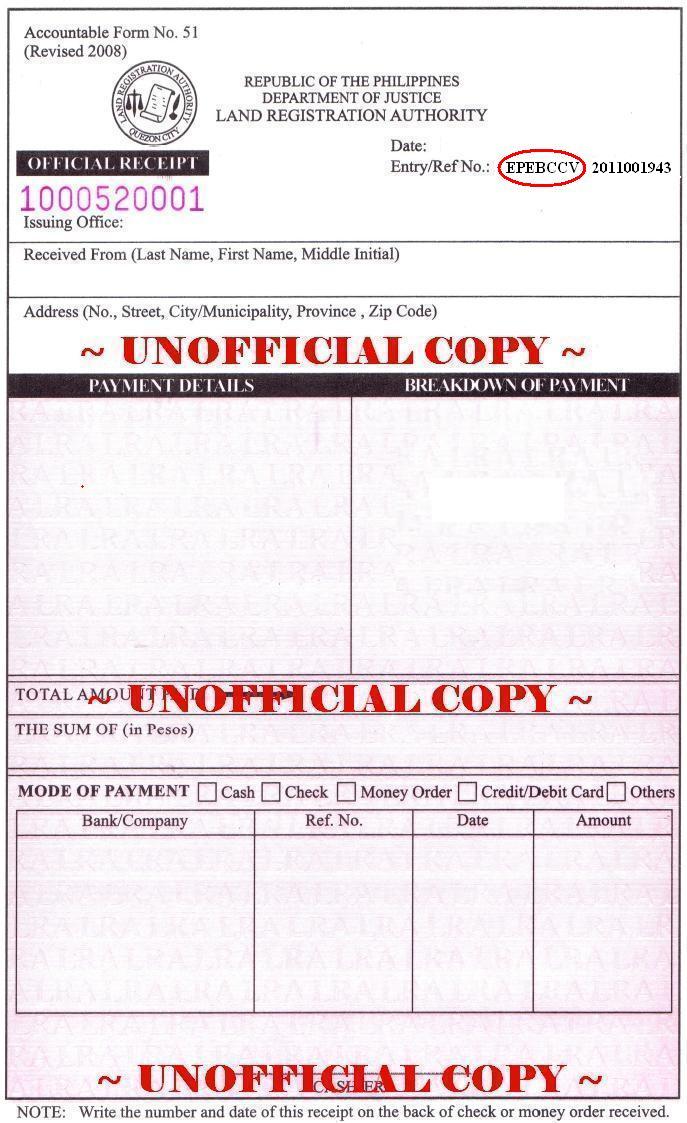 Accountable Form No. 51
(Revised 2008)
LAND REGISTRATION AUTHORITY
QUEZON CITY
REPUBLIC OF THE PHILIPPINES
DEPARTMENT OF JUSTICE
LAND REGISTRATION AUTHORITY
Date:
OFFICIAL RECEIPT
Entry/Ref No.: EPEBCCV 2011001943
1000520001
Issuing Office:
Received From (Last Name, First Name, Middle Initial)
Address (No., Street, City/Municipality, Province , Zip Code)
~ UNOFFICIAL COPY ~
PAYMENT DETAILS BREAKDOWN OF PAYMENT
TOTAL AMOUNT
~ UNOFFICIAL COPY ~
THE SUM OF (in Pesos)
MODE OF PAYMENT Cash Check Money Order Credit/Debit Card Others
Bank/Company Ref. No. Date Amount
~ UNOFFICIAL COPY ~
CASHIER
NOTE: Write the number and date of this receipt on the back of check or money order received.